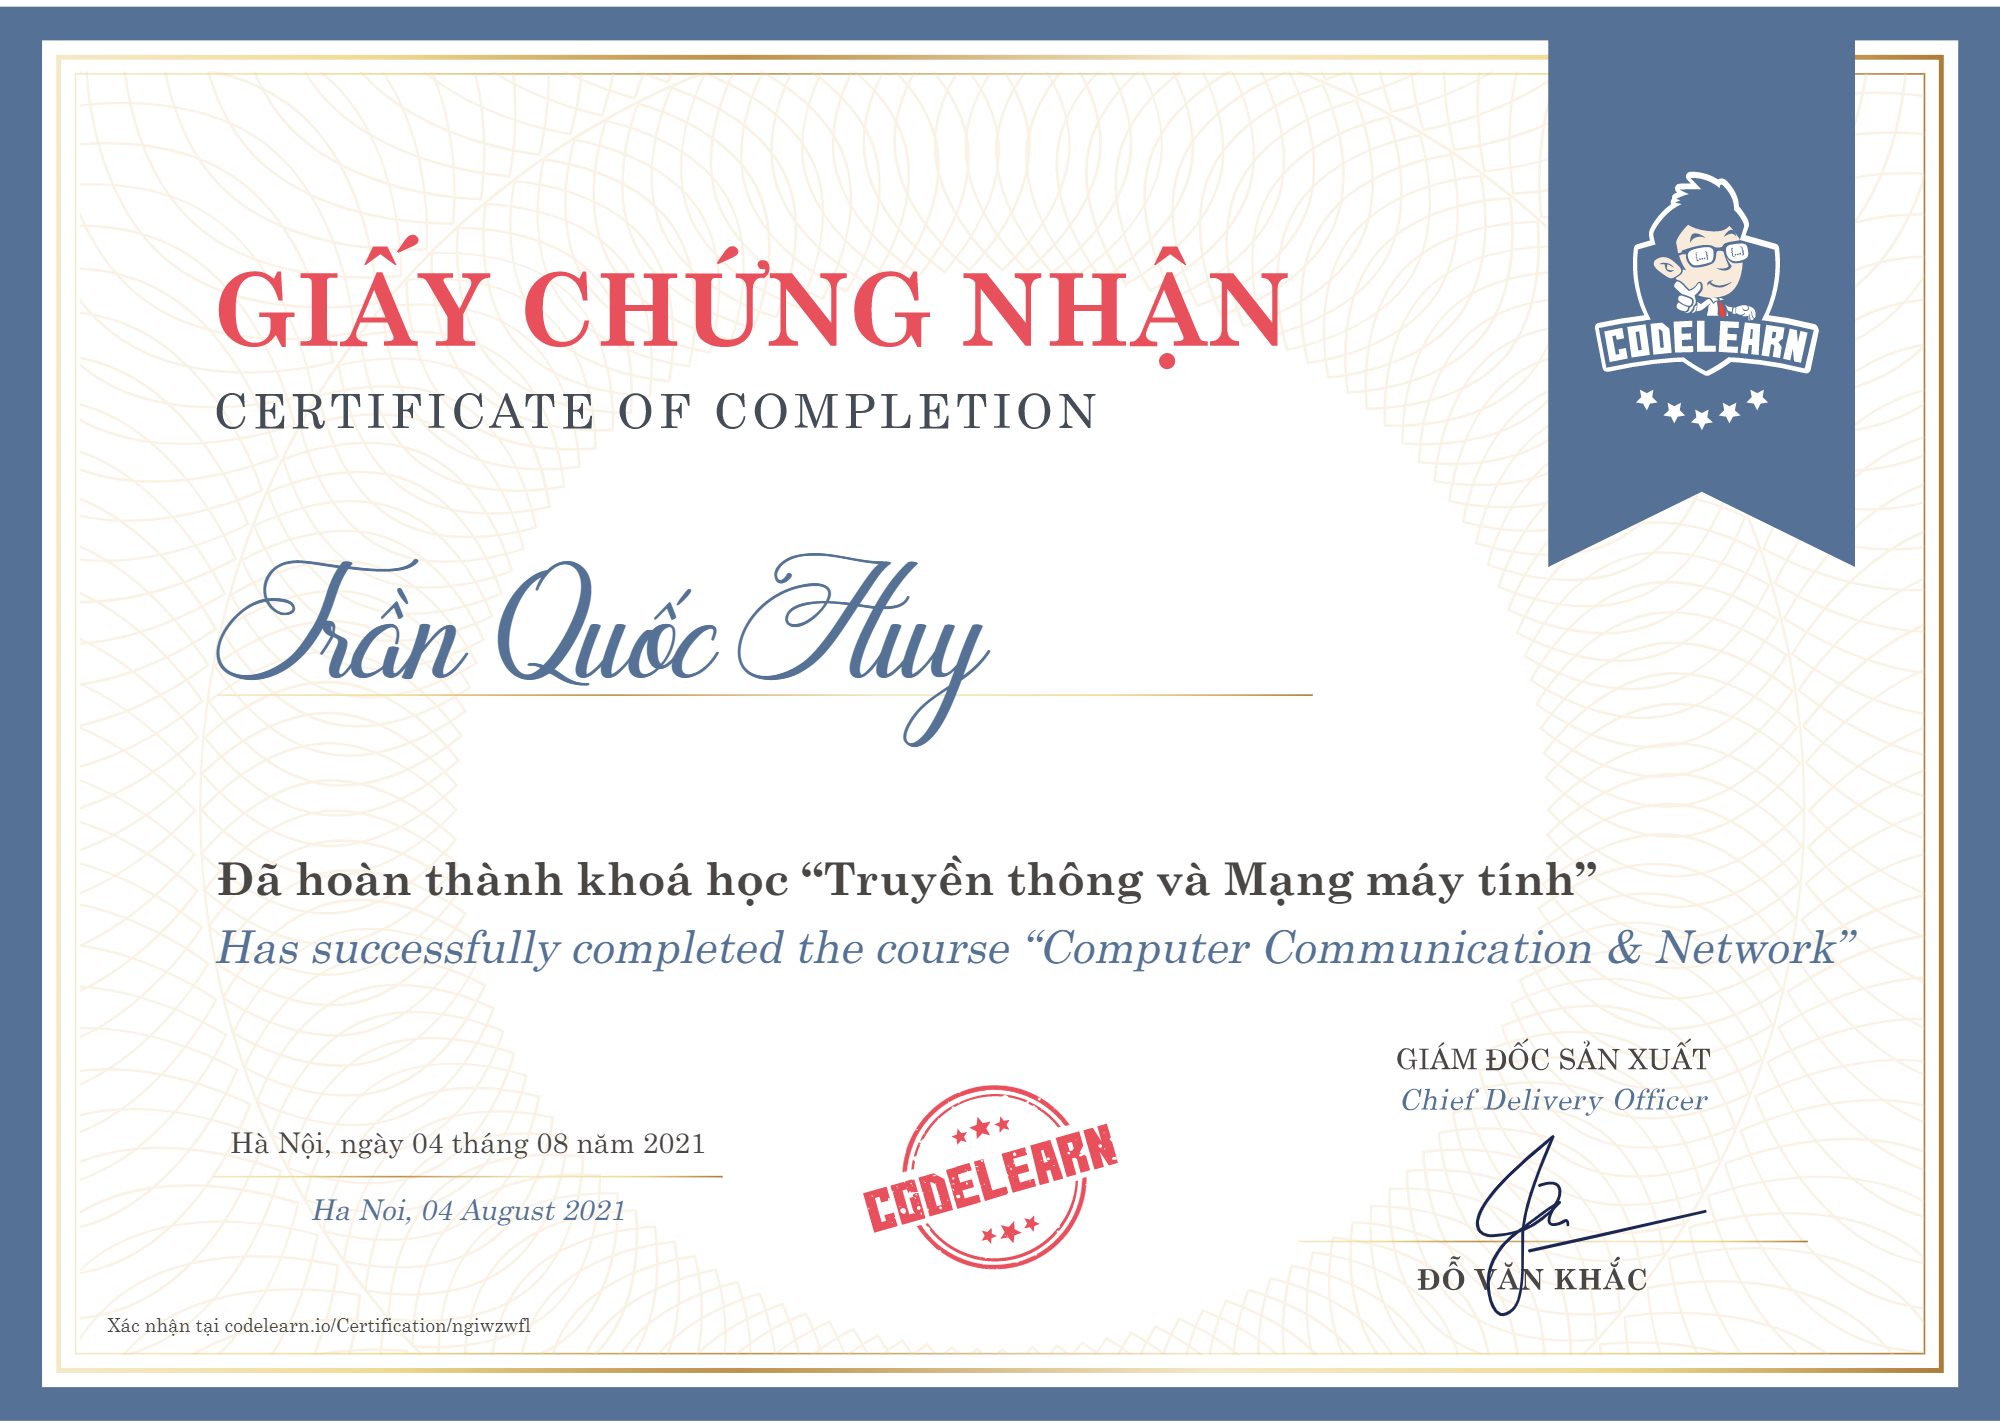 GIẤY CHỨNG NHẬN
CERTIFICATE OF COMPLETION
CODELEARN
Trần Quốc Huy
Đã hoàn thành khoá học “Truyền thông và Mạng máy tính”
Has successfully completed the course “Computer Communication & Network”
GIÁM ĐỐC SẢN XUẤT
Chief Delivery Officer
Hà Nội, ngày 04 tháng 08 năm 2021
Ha Noi, 04 August 2021
CODELEARN
ĐỖ VĂN KHẮC
Xác nhận tại codelearn.io/Certification/ngiwzwfl